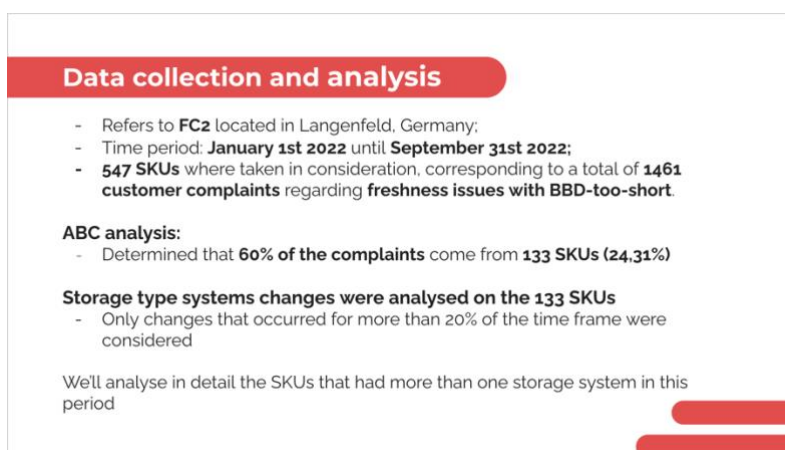 Data collection and analysis
- Refers to FC2 located in Langenfeld, Germany;
- Time period: January 1st 2022 until September 31st 2022;
- 547 SKUs where taken in consideration, corresponding to a total of 1461
customer complaints regarding freshness issues with BBD-too-short.
ABC analysis:
- Determined that 60% of the complaints come from 133 SKUs (24,31%)
Storage type systems changes were analysed on the 133 SKUs
- Only changes that occurred for more than 20% of the time frame were
considered
We'll analyse in detail the SKUs that had more than one storage system in this
period